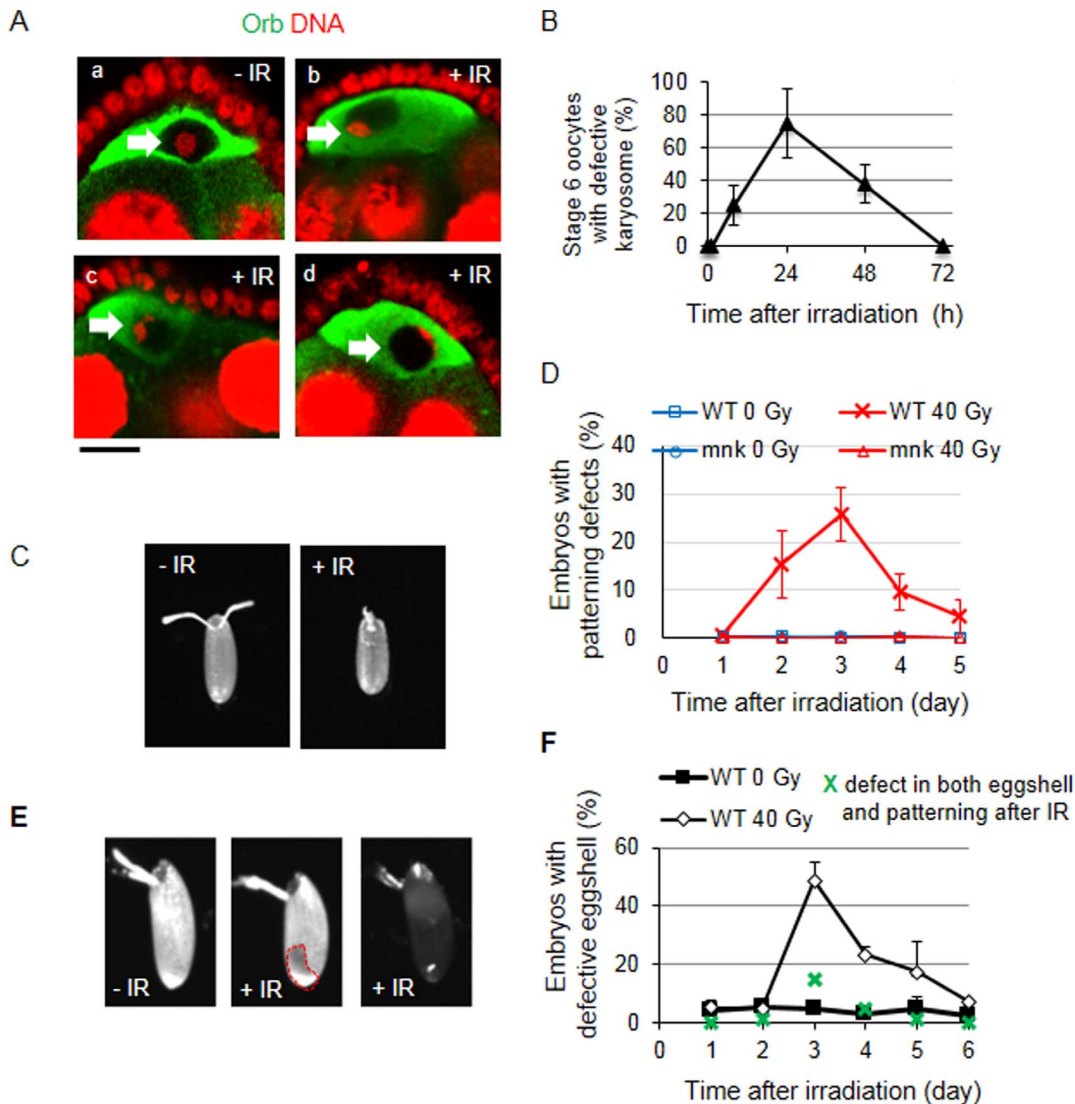 A
Orb DNA
a
- IR
b
+ IR
c
+ IR
d
+ IR
B
Stage 6 oocytes
with defective
karyosome (%)
100
80
60
40
20
0
0
24
48
72
Time after irradiation (h)
C
- IR
+ IR
D
WT 0 Gy
WT 40 Gy
mnk 0 Gy
mnk 40 Gy
Embryos with
patterning defects (%)
40
30
20
10
0
0
1
2
3
4
5
Time after irradiation (day)
E
- IR
+ IR
+ IR
F
WT 0 Gy
WT 40 Gy
x defect in both eggshell
and patterning after IR
Embryos with
defective eggshell (%)
60
40
20
0
0
1
2
3
4
5
6
Time after irradiation (day)